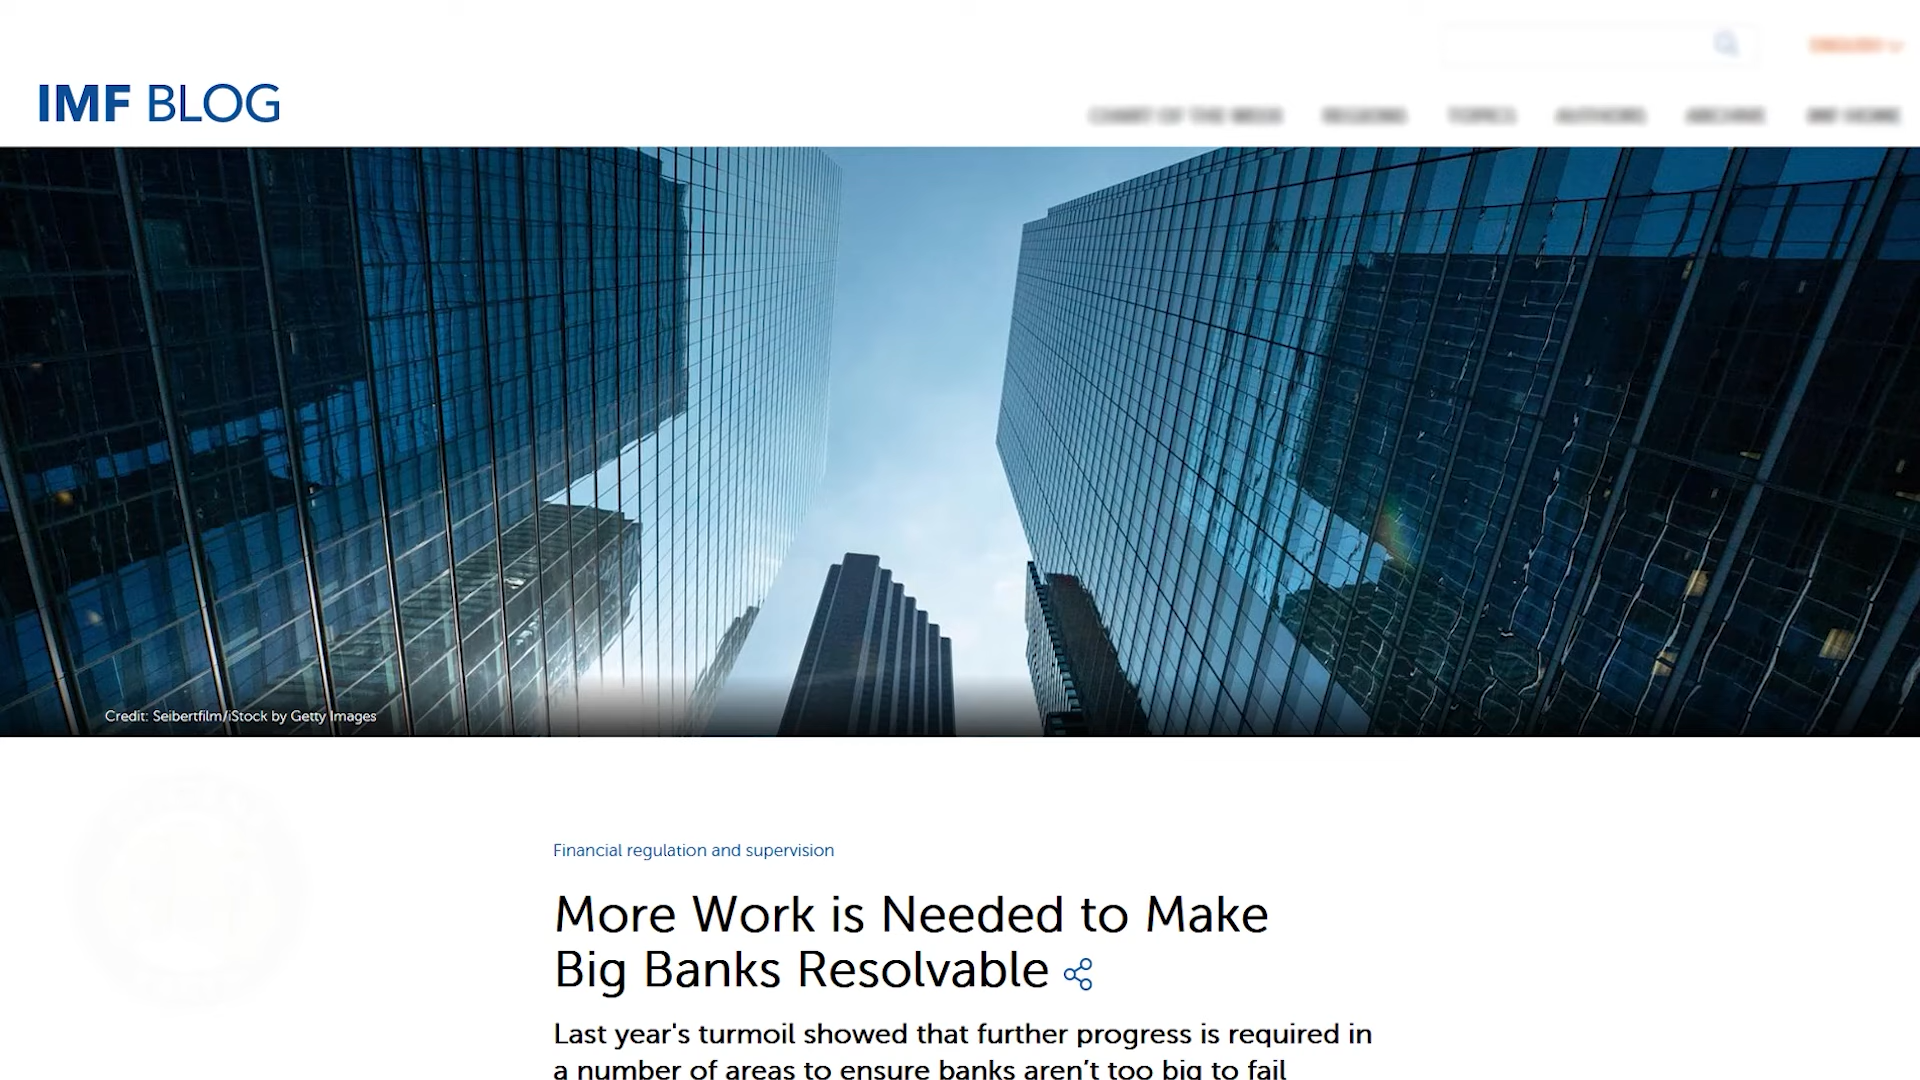 IMF BLOG
Credit: Seibertfilm/iStock by Getty Images
Financial regulation and supervision
More Work is Needed to Make
Big Banks Resolvable
Last year's turmoil showed that further progress is required in
a number of areas to ensure banks aren’t too big to fail